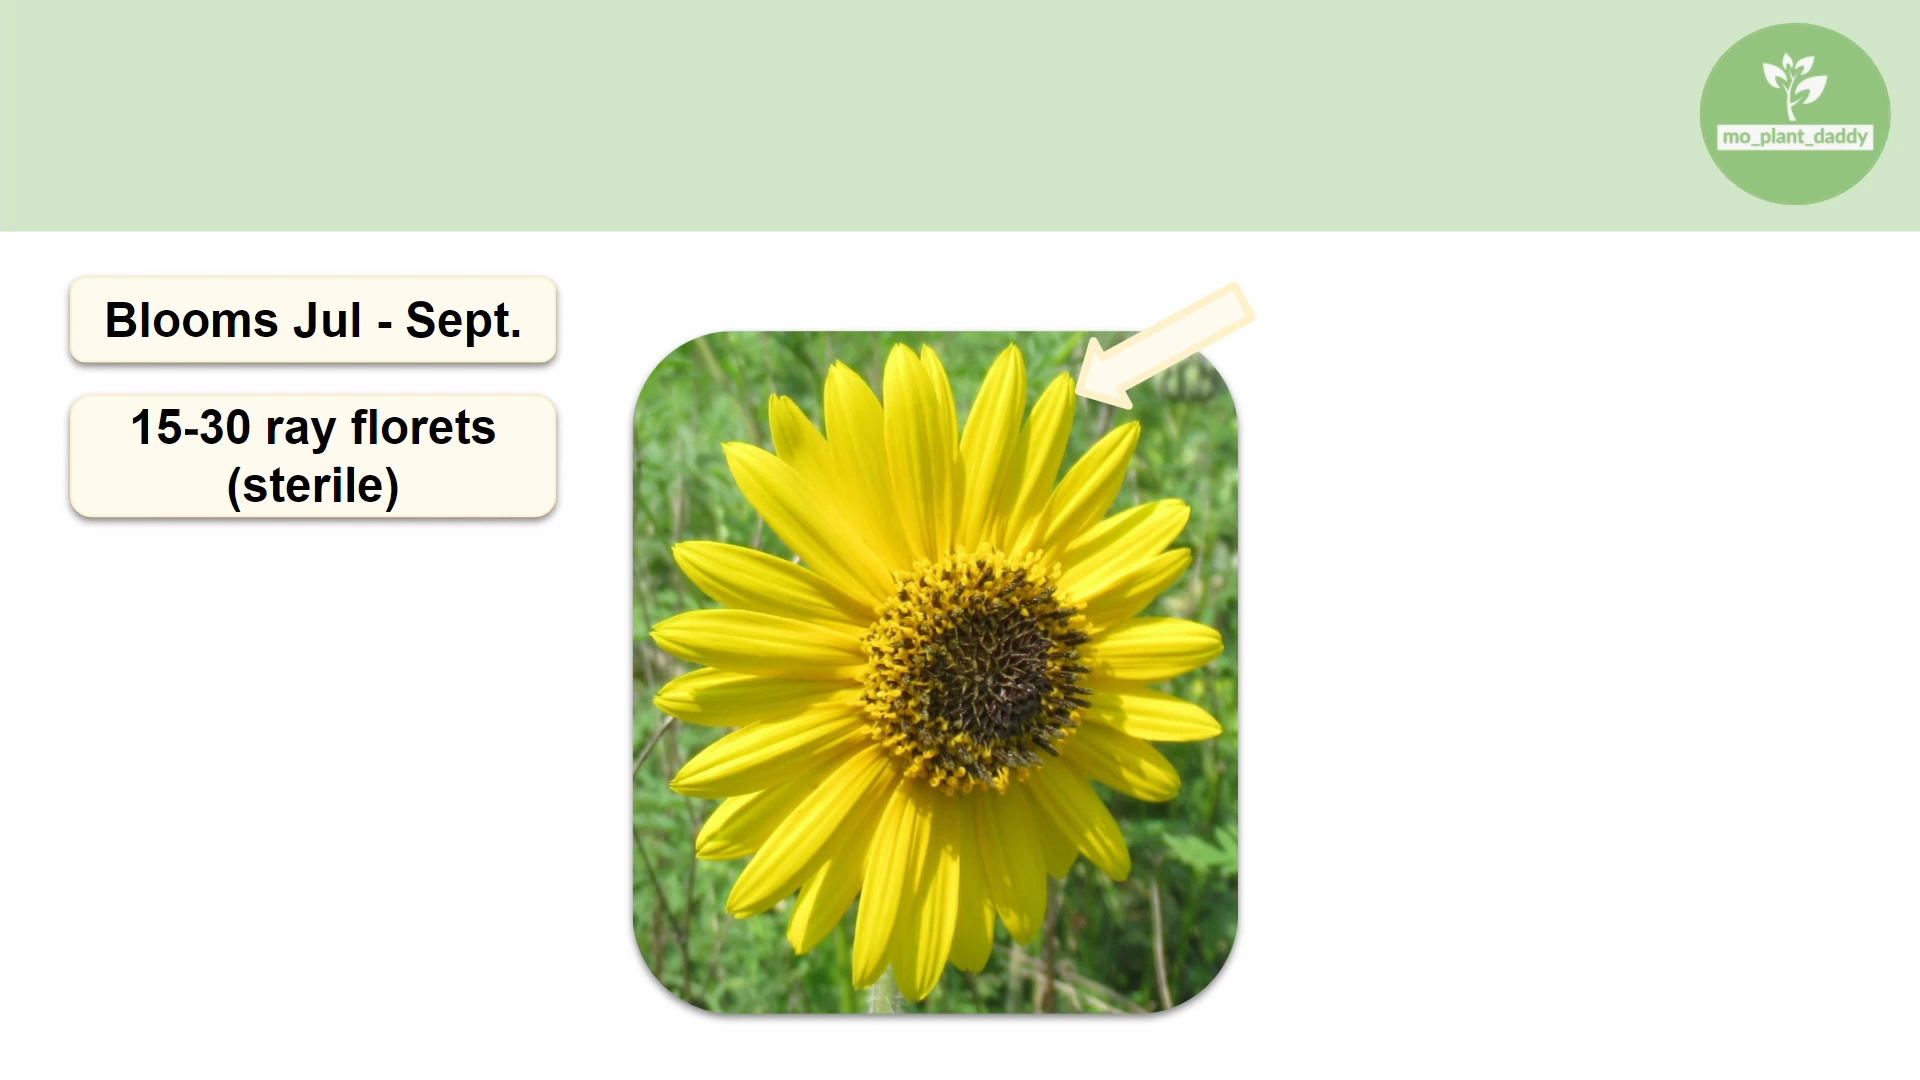 mo_plant_daddy
Blooms Jul - Sept.
15-30 ray florets
(sterile)